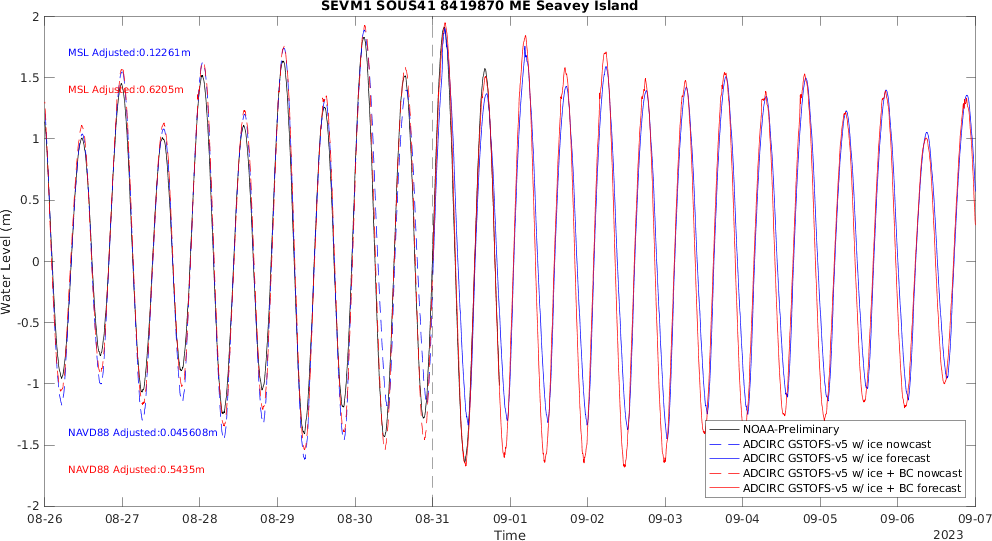 SEVM1 SOUS41 8419870 ME Seavey Island
MSL Adjusted:0.12261m
MSL Adjusted:0.6205m
NAVD88 Adjusted:0.045608m
NAVD88 Adjusted:0.5435m
Water Level (m)
2
1.5
1
0.5
0
-0.5
-1
-1.5
-2
NOAA-Preliminary
ADCIRC GSTOFS-v5 w/ ice nowcast
ADCIRC GSTOFS-v5 w/ ice forecast
ADCIRC GSTOFS-v5 w/ ice + BC nowcast
ADCIRC GSTOFS-v5 w/ ice + BC forecast
08-26 08-27 08-28 08-29 08-30 08-31 09-01 09-02 09-03 09-04 09-05 09-06 09-07
Time
2023